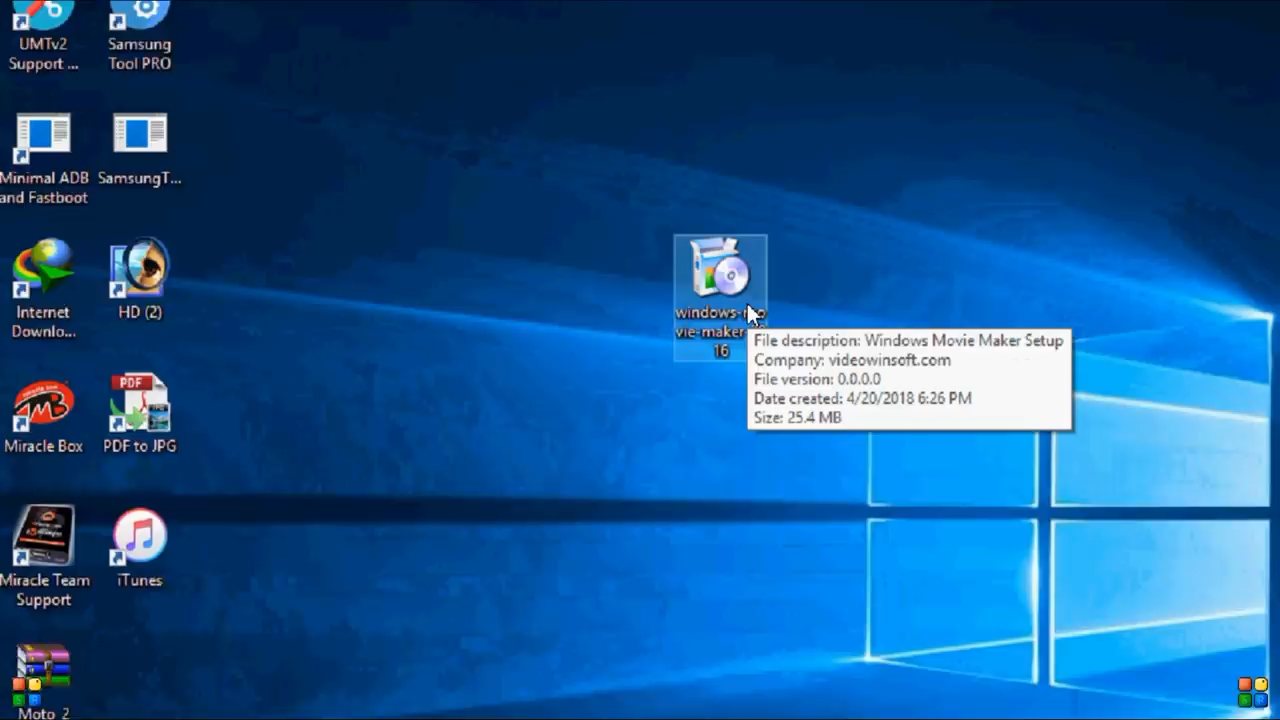 UMTv2
Support ...
Samsung
Tool PRO
Minimal ADB
and Fastboot
SamsungT...
Internet
Downlo...
HD (2)
Miracle Box
PDF
PDF to JPG
Miracle Team
Support
iTunes
Moto_2
windows-
vie-maker
16
File description: Windows Movie Maker Setup
Company: videowinsoft.com
File version: 0.0.0.0
Date created: 4/20/2018 6:26 PM
Size: 25.4 MB